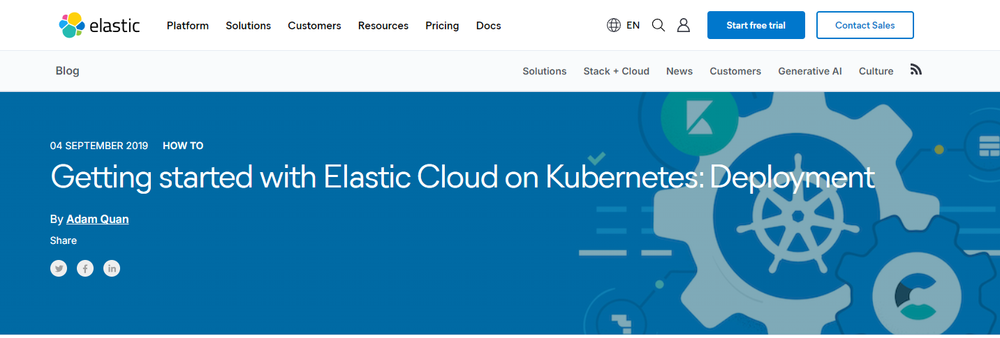 elastic Platform Solutions Customers Resources Pricing Docs EN Start free trial Contact Sales
Blog Solutions Stack + Cloud News Customers Generative AI Culture
04 SEPTEMBER 2019 HOW TO
Getting started with Elastic Cloud on Kubernetes: Deployment
By Adam Quan
Share